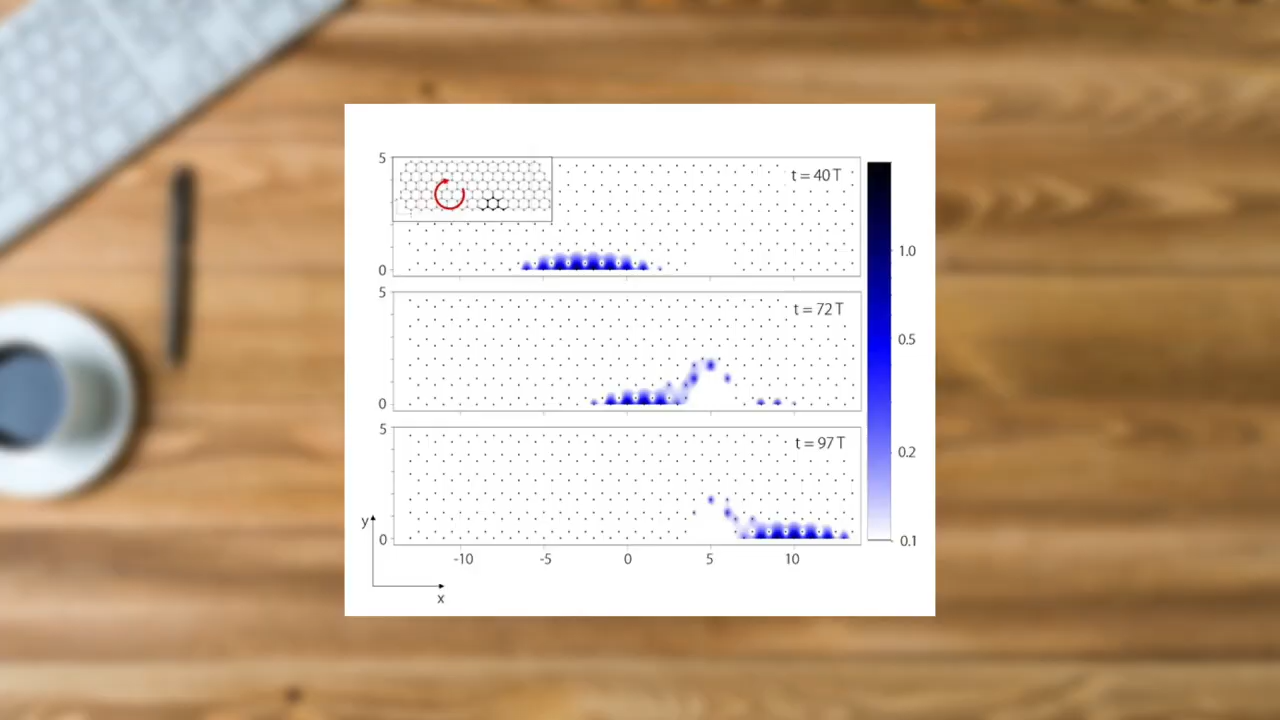 5
t = 40 T
0
5
t = 72 T
0
5
t = 97 T
0
y
x
-10 -5 0 5 10
1.0
0.5
0.2
0.1